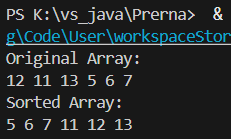 PS K:\vs_java\Prerna> &
g\Code\User\workspaceStor
Original Array:
12 11 13 5 6 7
Sorted Array:
5 6 7 11 12 13